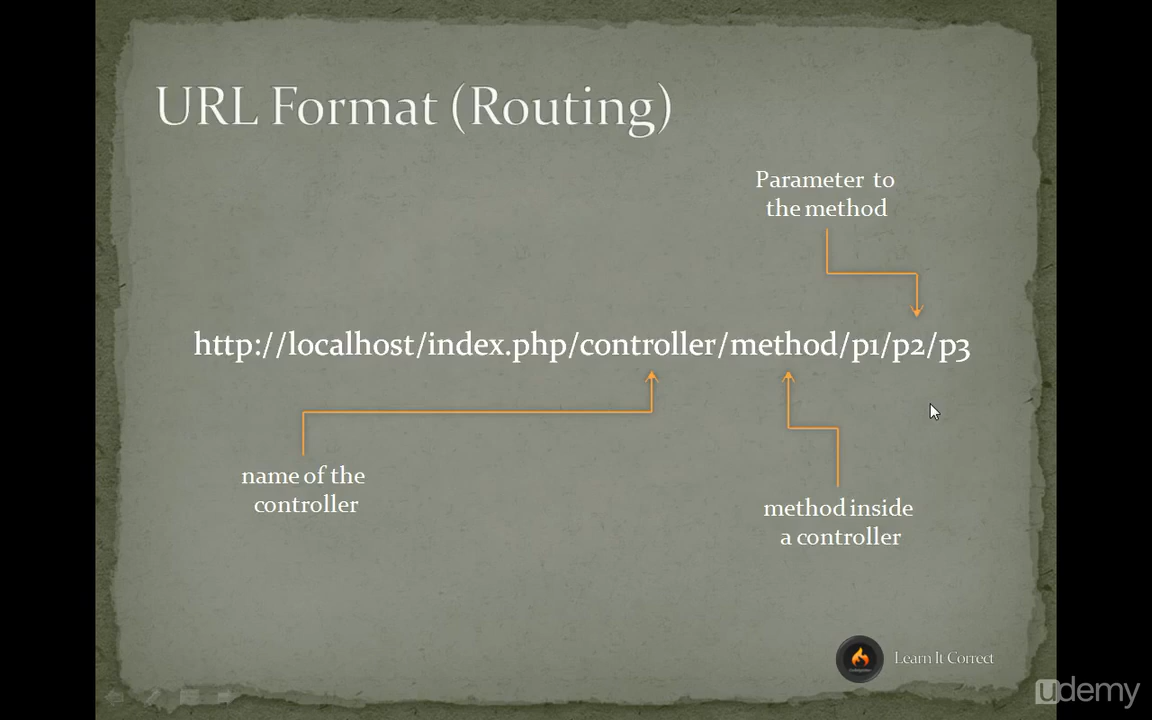 URL Format (Routing)
Parameter to
the method
http://localhost/index.php/controller/method/p1/p2/p3
name of the
controller
method inside
a controller
Learn It Correct
udemy